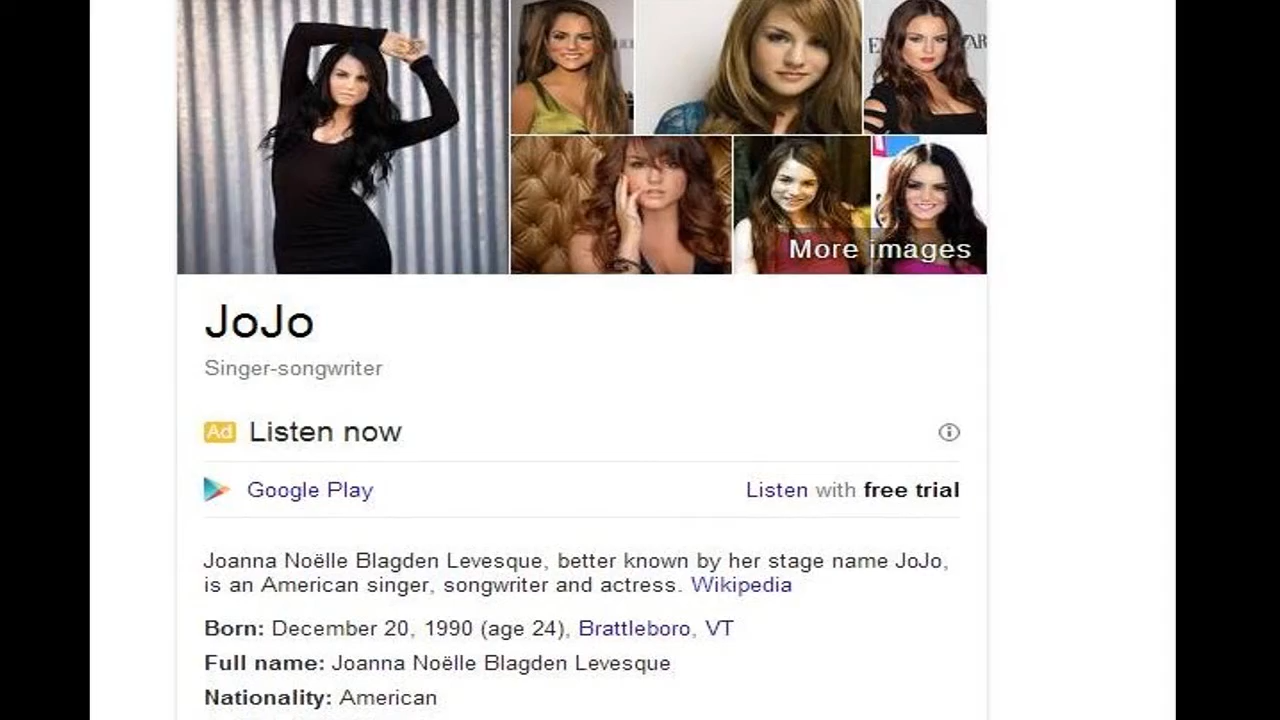 More images
JoJo
Singer-songwriter
Ad Listen now
Google Play Listen with free trial
Joanna Noëlle Blagden Levesque, better known by her stage name JoJo,
is an American singer, songwriter and actress. Wikipedia
Born: December 20, 1990 (age 24), Brattleboro, VT
Full name: Joanna Noëlle Blagden Levesque
Nationality: American